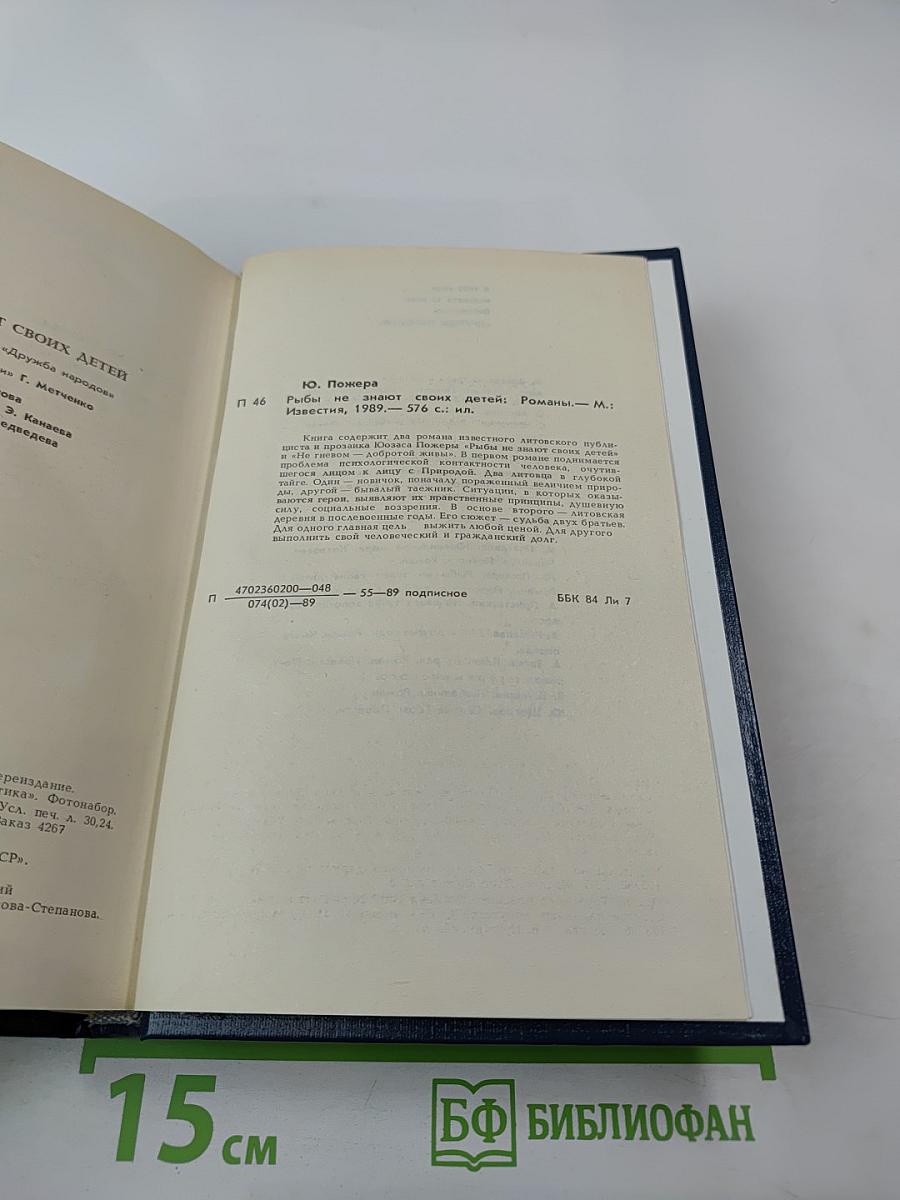 Т СВОИХ ДЕТЕЙ
«Дружба народов»
и» Г. Метченко
ова
Э. Канаева
едведева
ереиздание.
тика». Фотонабор.
Усл. печ. л. 30,24.
Заказ 4267
СР».
ий
ова-Степанова.
Ю. Пожера
П 46 Рыбы не знают своих детей: Романы.— М.:
Известия, 1989.— 576 с.: ил.
Книга содержит два романа известного литовского публи-
циста и прозаика Юозаса Пожеры «Рыбы не знают своих детей»
и «Не гневом — добротой живы». В первом романе поднимается
проблема психологической контактности человека, очутив-
шегося лицом к лицу с Природой. Два литовца в глубокой
тайге. Один — новичок, поначалу пораженный величием приро-
ды, другой — бывалый таежник. Ситуации, в которых оказы-
ваются герои, выявляют их нравственные принципы, душевную
силу, социальные воззрения. В основе второго — литовская
деревня в послевоенные годы. Его сюжет — судьба двух братьев.
Для одного главная цель выжить любой ценой. Для другого
выполнить свой человеческий и гражданский долг.
П 4702360200—048
074(02)—89 — 55—89 подписное ББК 84 Ли 7
15 см БФ БИБЛИОФАН